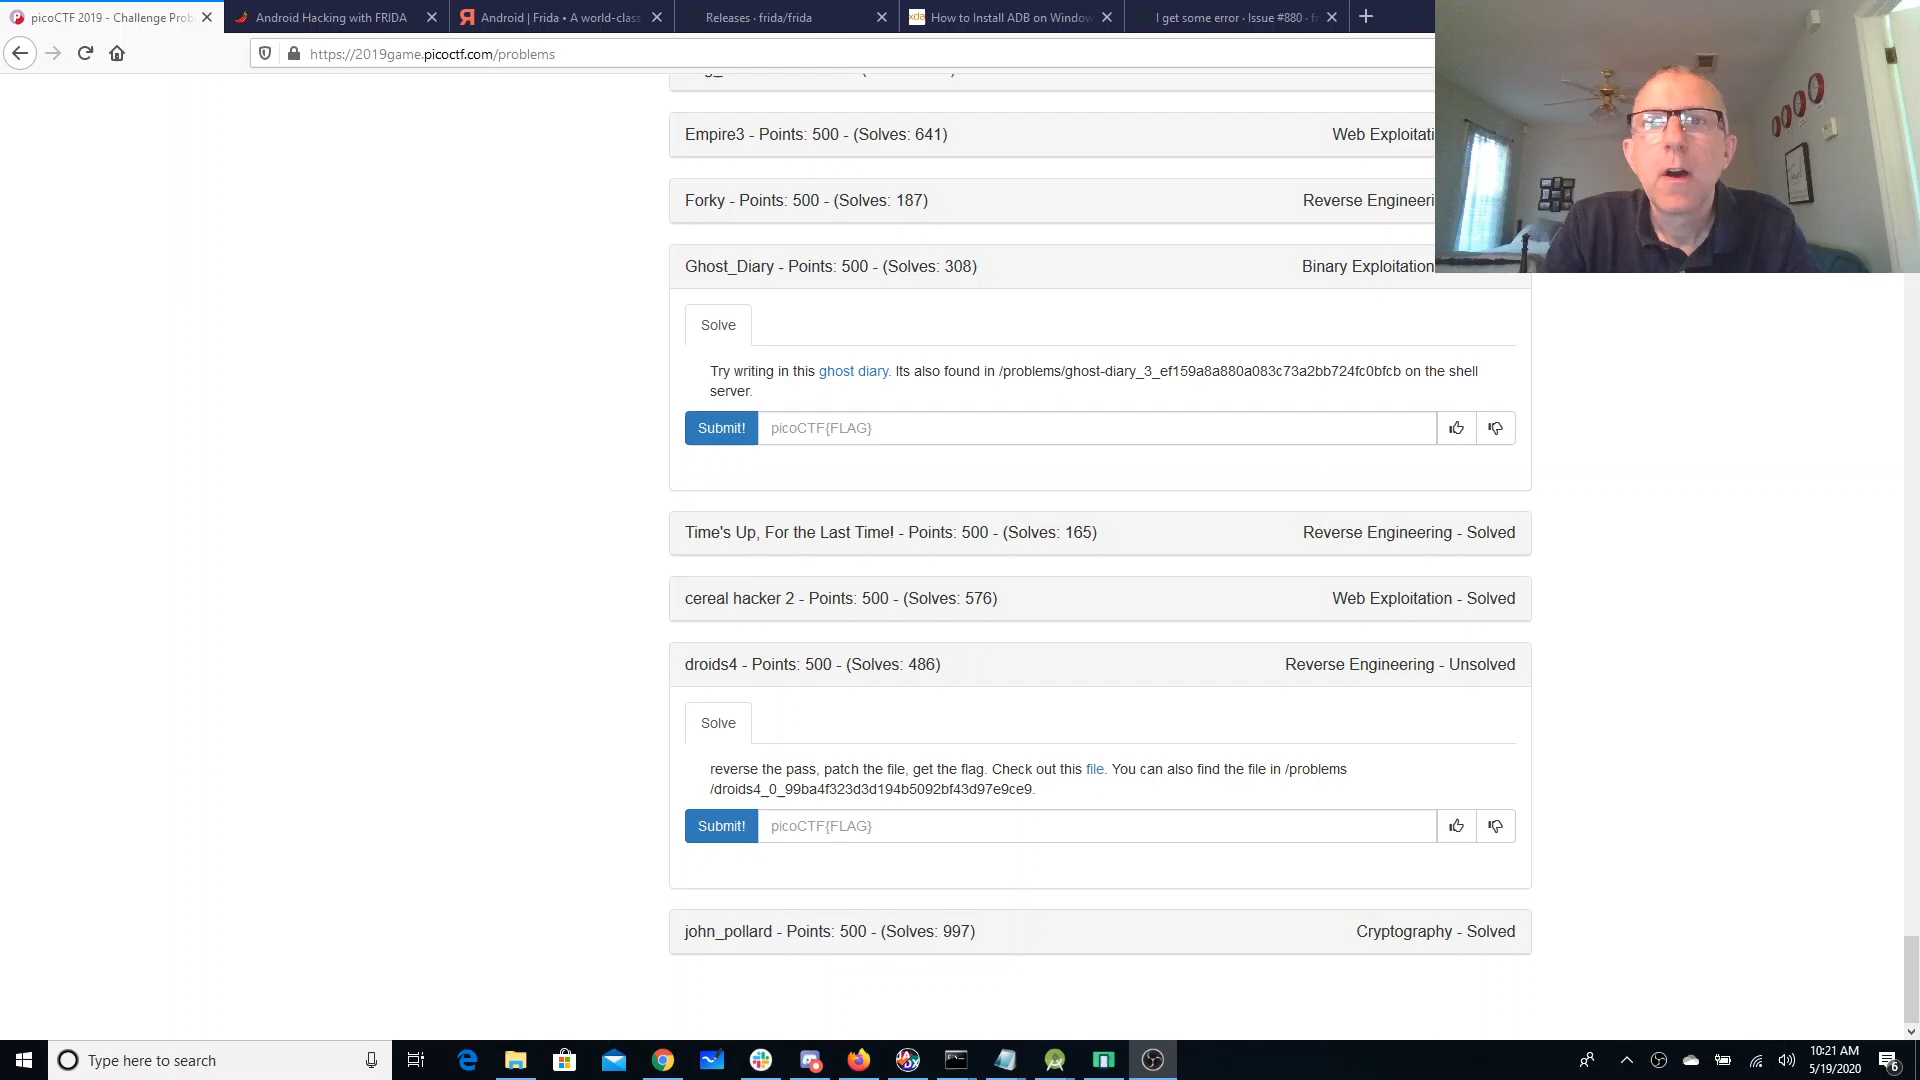 picoCTF 2019 - Challenge Prob
Android Hacking with FRIDA
Android | Frida • A world-class
Releases · frida/frida
How to Install ADB on Window
I get some error · Issue #880 · fr
https://2019game.picoctf.com/problems
Empire3 - Points: 500 - (Solves: 641)
Web Exploitati
Forky - Points: 500 - (Solves: 187)
Reverse Engineeri
Ghost_Diary - Points: 500 - (Solves: 308)
Binary Exploitation
Solve
Try writing in this ghost diary. Its also found in /problems/ghost-diary_3_ef159a8a880a083c73a2bb724fc0bfcb on the shell
server.
Submit!
picoCTF{FLAG}
Time's Up, For the Last Time! - Points: 500 - (Solves: 165)
Reverse Engineering - Solved
cereal hacker 2 - Points: 500 - (Solves: 576)
Web Exploitation - Solved
droids4 - Points: 500 - (Solves: 486)
Reverse Engineering - Unsolved
Solve
reverse the pass, patch the file, get the flag. Check out this file. You can also find the file in /problems
/droids4_0_99ba4f323d3d194b5092bf43d97e9ce9.
Submit!
picoCTF{FLAG}
john_pollard - Points: 500 - (Solves: 997)
Cryptography - Solved
Type here to search
10:21 AM
5/19/2020
6